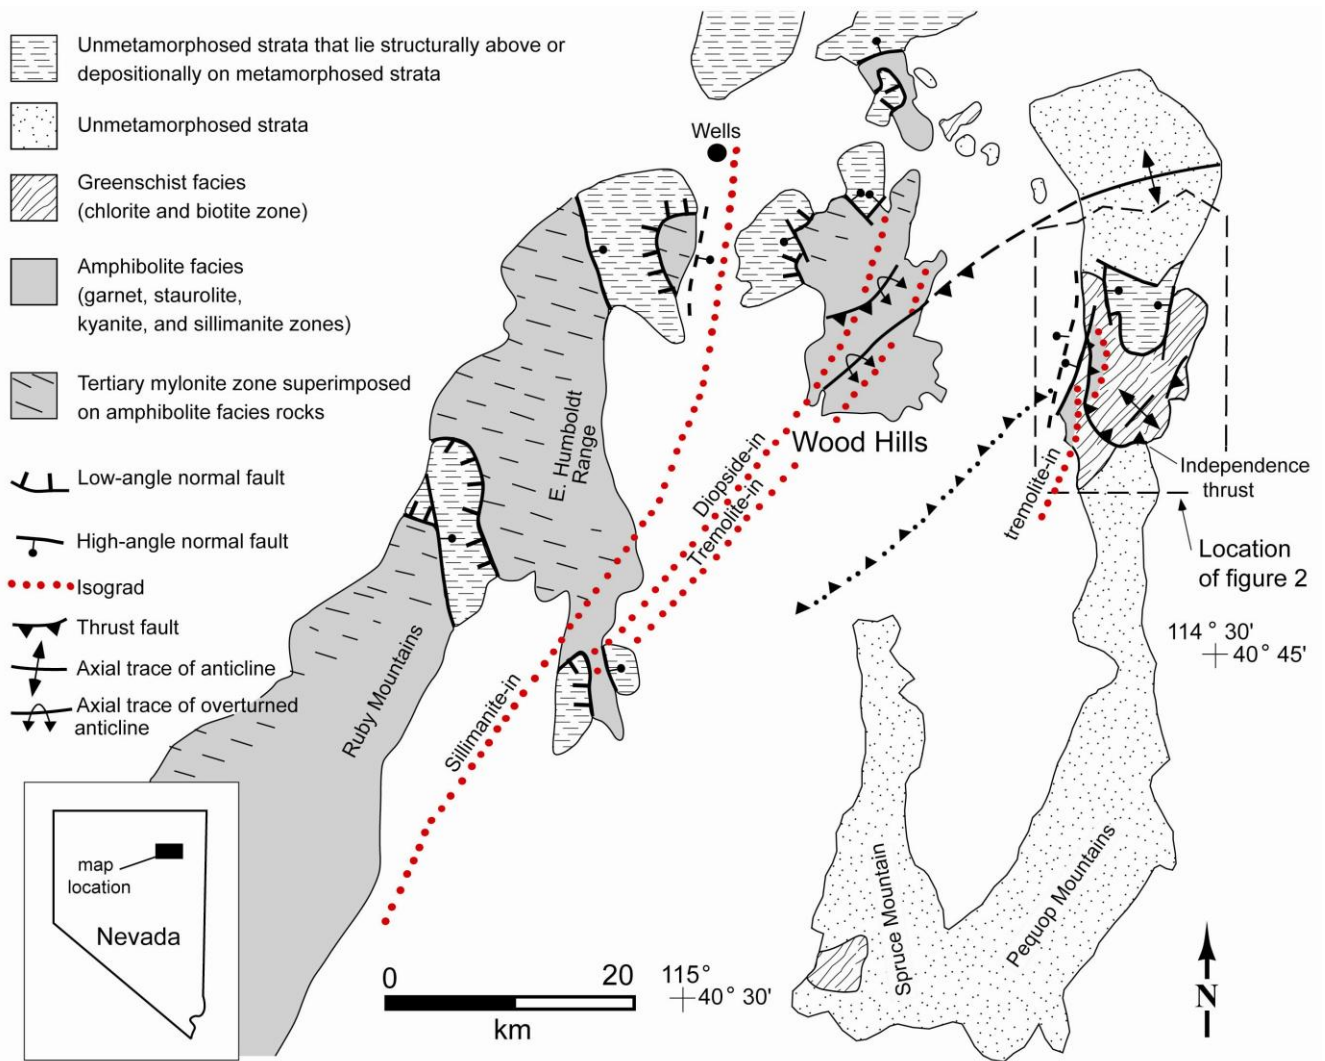 Unmetamorphosed strata that lie structurally above or
depositionally on metamorphosed strata
Unmetamorphosed strata
Greenschist facies
(chlorite and biotite zone)
Amphibolite facies
(garnet, staurolite,
kyanite, and sillimanite zones)
Tertiary mylonite zone superimposed
on amphibolite facies rocks
Low-angle normal fault
High-angle normal fault
Isograd
Thrust fault
Axial trace of anticline
Axial trace of overturned
anticline
map
location
Nevada
Wells
E. Humboldt
Range
Ruby Mountains
Sillimanite-in
Diopside-in
Tremolite-in
Wood Hills
tremolite-in
Independence
thrust
Location
of figure 2
114 ° 30'
40 ° 45'
Spruce Mountain
Pequop Mountains
0 20
km
115°
40 ° 30'
N